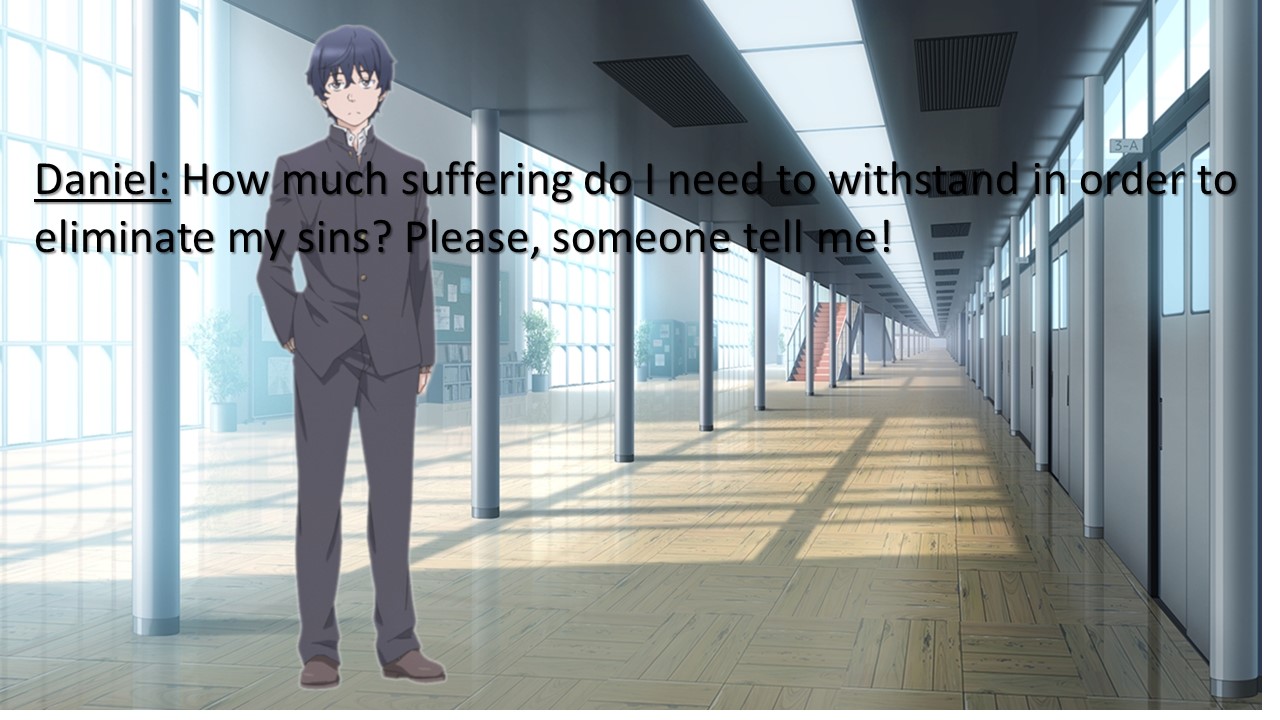 Daniel: How much suffering do I need to withstand in order to
eliminate my sins? Please, someone tell me!
3-A